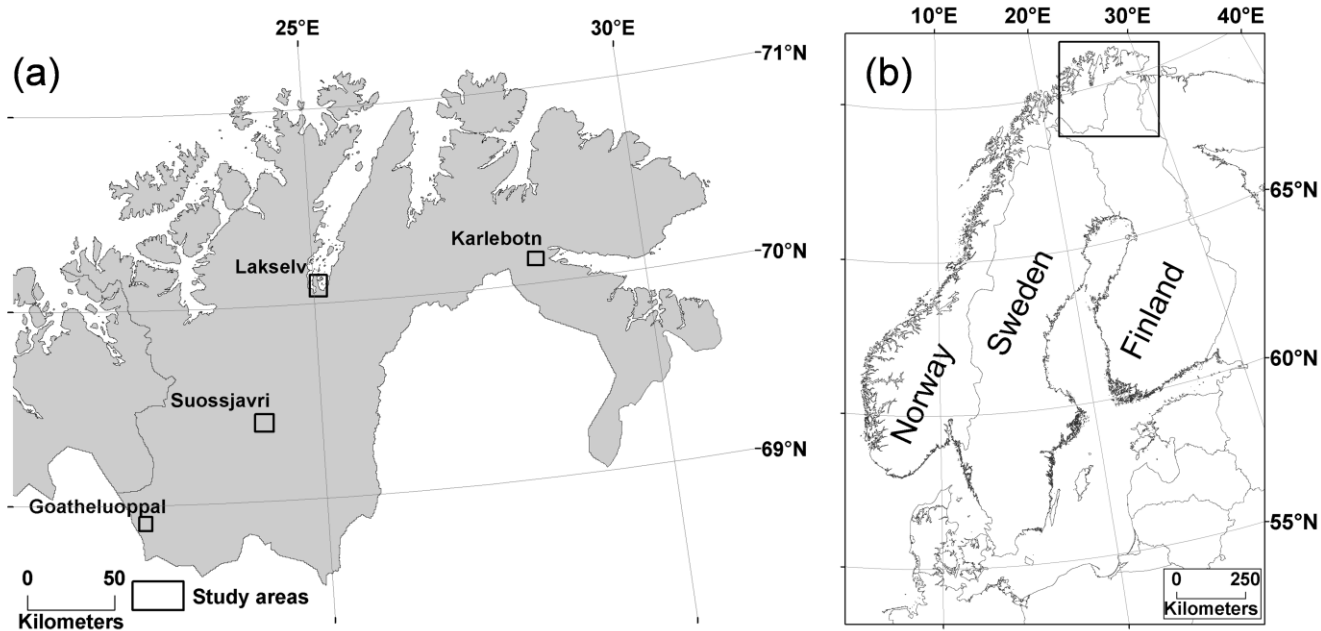 (a)
25°E
30°E
71°N
Karlebotn
Lakselv
70°N
Suossjavri
69°N
Goatheluoppal
0 50
Kilometers
Study areas
(b)
10°E 20°E 30°E 40°E
65°N
60°N
55°N
Norway
Sweden
Finland
0 250
Kilometers